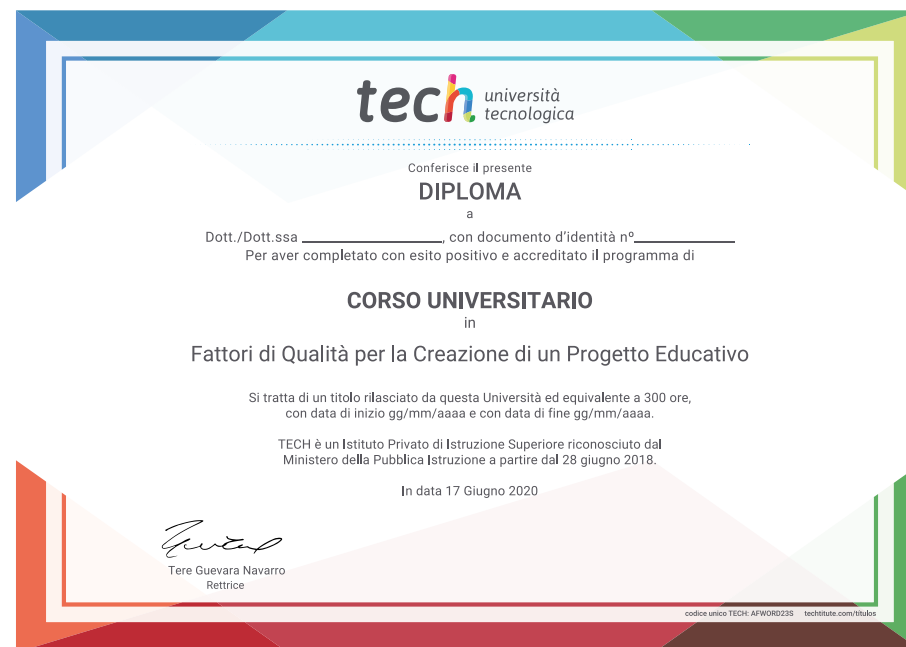 tech università
tecnologica
Conferisce il presente
DIPLOMA
a
Dott./Dott.ssa ____________________, con documento d'identità nº______________
Per aver completato con esito positivo e accreditato il programma di
CORSO UNIVERSITARIO
in
Fattori di Qualità per la Creazione di un Progetto Educativo
Si tratta di un titolo rilasciato da questa Università ed equivalente a 300 ore,
con data di inizio gg/mm/aaaa e con data di fine gg/mm/aaaa.
TECH è un Istituto Privato di Istruzione Superiore riconosciuto dal
Ministero della Pubblica Istruzione a partire dal 28 giugno 2018.
In data 17 Giugno 2020
Tere Guevara Navarro
Rettrice
codice unico TECH: AFWORD23S techtitute.com/titulos